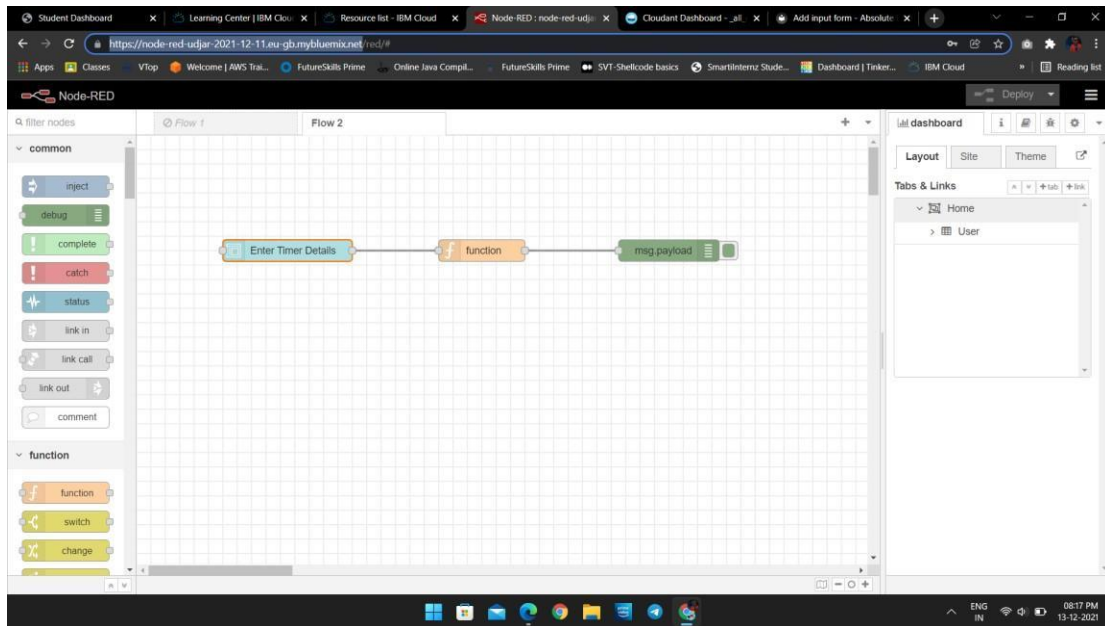 Student Dashboard
Learning Center | IBM Clou
Resource list - IBM Cloud
Node-RED : node-red-udja
Cloudant Dashboard - _all_
Add input form - Absolute
https://node-red-udjar-2021-12-11.eu-gb.mybluemix.net/red/#
Apps
Classes
VTop
Welcome | AWS Trai...
FutureSkills Prime
Online Java Compil...
FutureSkills Prime
SVT-Shellcode basics
SmartiInternz Stude...
Dashboard | Tinker...
IBM Cloud
»
Reading list
Node-RED
Deploy
filter nodes
Flow 1
Flow 2
dashboard
common
Layout
Site
Theme
inject
Tabs & Links
+tab
+link
debug
Home
complete
User
Enter Timer Details
function
msg.payload
catch
status
link in
link call
link out
comment
function
function
switch
change
ENG
IN
08:17 PM
13-12-2021